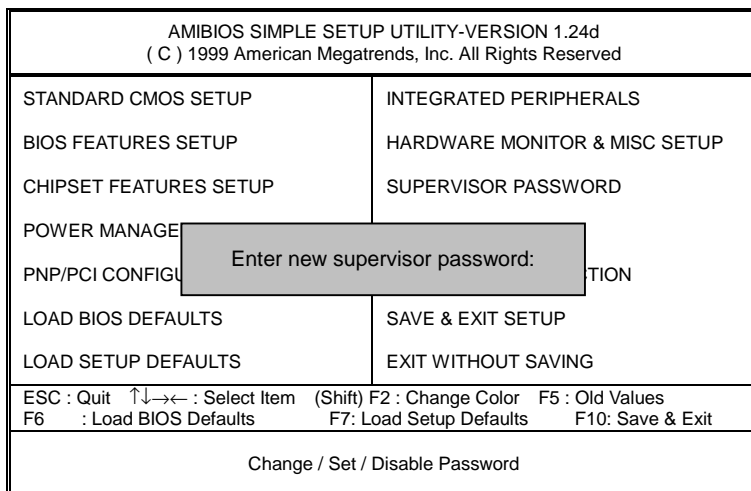 AMIBIOS SIMPLE SETUP UTILITY-VERSION 1.24d
( C ) 1999 American Megatrends, Inc. All Rights Reserved
STANDARD CMOS SETUP
BIOS FEATURES SETUP
CHIPSET FEATURES SETUP
POWER MANAGE
PNP/PCI CONFIGU
LOAD BIOS DEFAULTS
LOAD SETUP DEFAULTS
INTEGRATED PERIPHERALS
HARDWARE MONITOR & MISC SETUP
SUPERVISOR PASSWORD
TION
SAVE & EXIT SETUP
EXIT WITHOUT SAVING
Enter new supervisor password:
ESC : Quit ↑↓→← : Select Item (Shift) F2 : Change Color F5 : Old Values
F6 : Load BIOS Defaults F7: Load Setup Defaults F10: Save & Exit
Change / Set / Disable Password